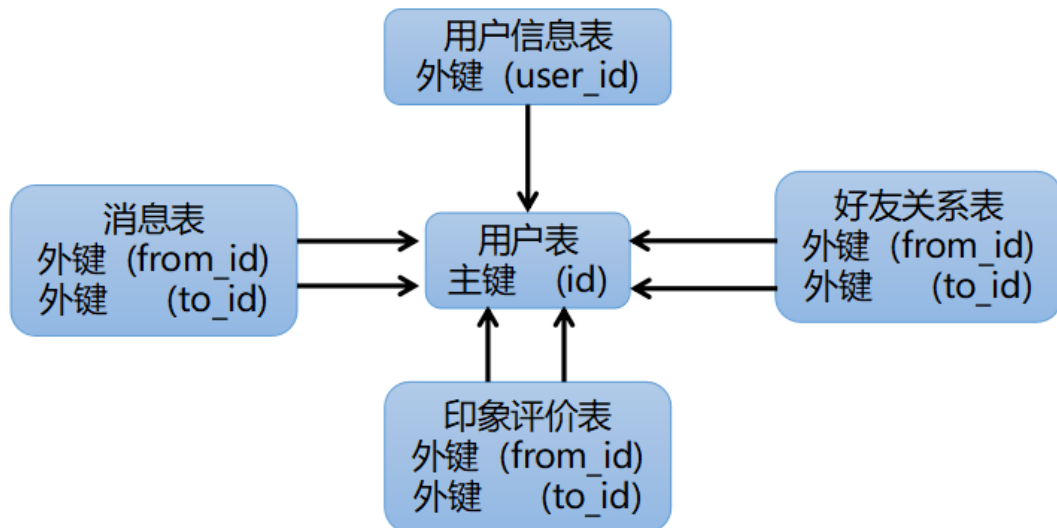 用户信息表
外键 (user_id)
消息表
外键 (from_id)
外键 (to_id)
用户表
主键 (id)
好友关系表
外键 (from_id)
外键 (to_id)
印象评价表
外键 (from_id)
外键 (to_id)